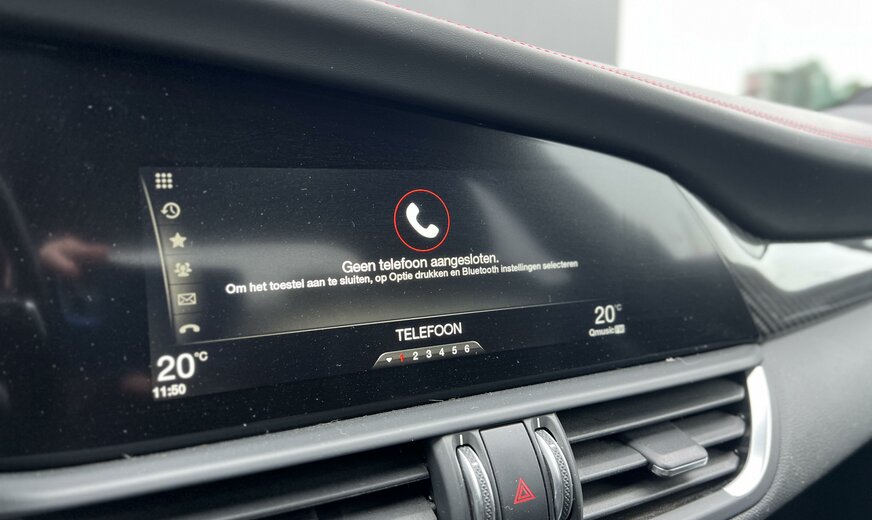 Geen telefoon aangesloten.
Om het toestel aan te sluiten, op Optie drukken en Bluetooth instellingen selecteren
TELEFOON
1 2 3 4 5 6
20°C
11:50
20°C
Qmusic